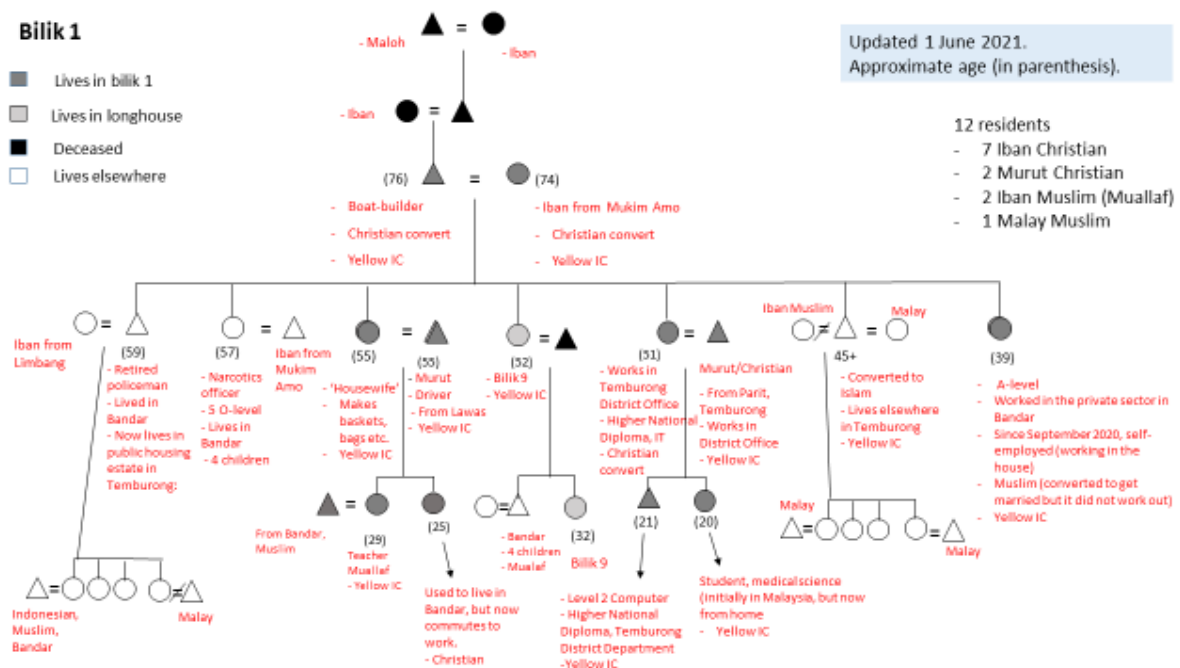 Bilik 1
Lives in bilik 1
Lives in longhouse
Deceased
Lives elsewhere
Updated 1 June 2021.
Approximate age (in parenthesis).
12 residents
- 7 Iban Christian
- 2 Murut Christian
- 2 Iban Muslim (Muallaf)
- 1 Malay Muslim
- Maloh
=
- Iban
- Iban
=
(76)
=
(74)
- Boat-builder
- Christian convert
- Yellow IC
- Iban from Mukim Amo
- Christian convert
- Yellow IC
=
Iban from
Limbang
(59)
- Retired
policeman
- Lived in
Bandar
- Now lives in
public housing
estate in
Temburong:
=
(57)
- Narcotics
officer
- 5 O-level
- Lives in
Bandar
- 4 children
Iban from
Mukim
Amo
=
(55)
- 'Housewife'
- Makes
baskets,
bags etc.
- Yellow IC
(55)
- Murut
- Driver
- From Lawas
- Yellow IC
=
(52)
- Bilik 9
- Yellow IC
=
(51)
- Works in
Temburong
District Office
- Higher National
Diploma, IT
- Christian
convert
Murut/Christian
- From Parit,
Temburong
- Works in
District Office
- Yellow IC
Iban Muslim
≠
=
Malay
45+
- Converted to
Islam
- Lives elsewhere
in Temburong
- Yellow IC
(39)
- A-level
- Worked in the private sector in
Bandar
- Since September 2020, self-
employed (working in the
house)
- Muslim (converted to get
married but it did not work out)
- Yellow IC
=
Indonesian,
Muslim,
Bandar
≠
Malay
=
From Bandar,
Muslim
(29)
Teacher
Muallaf
- Yellow IC
(25)
Used to live in
Bandar, but now
commutes to
work.
- Christian
=
- Bandar
- 4 children
- Mualaf
(32)
Bilik 9
(21)
- Level 2 Computer
- Higher National
Diploma, Temburong
District Department
-Yellow IC
(20)
Student, medical science
(initially in Malaysia, but now
from home
- Yellow IC
Malay
=
=
Malay